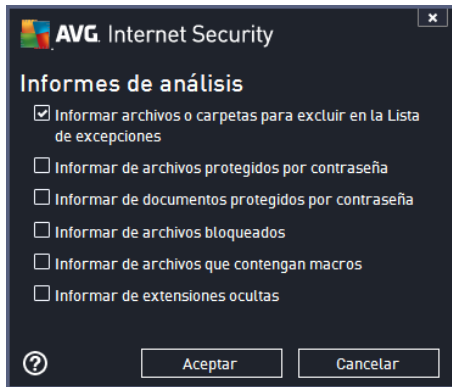 AVG. Internet Security
Informes de análisis
Informar archivos o carpetas para excluir en la Lista
de excepciones
Informar de archivos protegidos por contraseña
Informar de documentos protegidos por contraseña
Informar de archivos bloqueados
Informar de archivos que contengan macros
Informar de extensiones ocultas
? Aceptar Cancelar